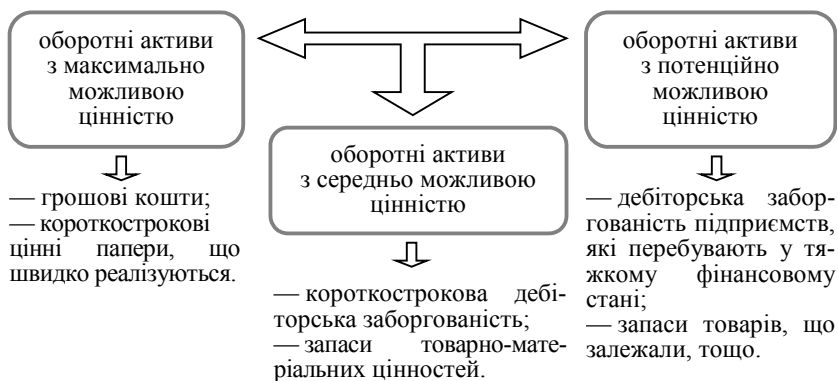 оборотні активи
з максимально
можливою
цінністю
— грошові кошти;
— короткострокові
цінні папери, що
швидко реалізуються.
оборотні активи
з середньо можливою
цінністю
— короткострокова дебі-
торська заборгованість;
— запаси товарно-мате-
ріальних цінностей.
оборотні активи
з потенційно
можливою
цінністю
— дебіторська забор-
гованість підприємств,
які перебувають у тя-
жкому фінансовому
стані;
— запаси товарів, що
залежали, тощо.